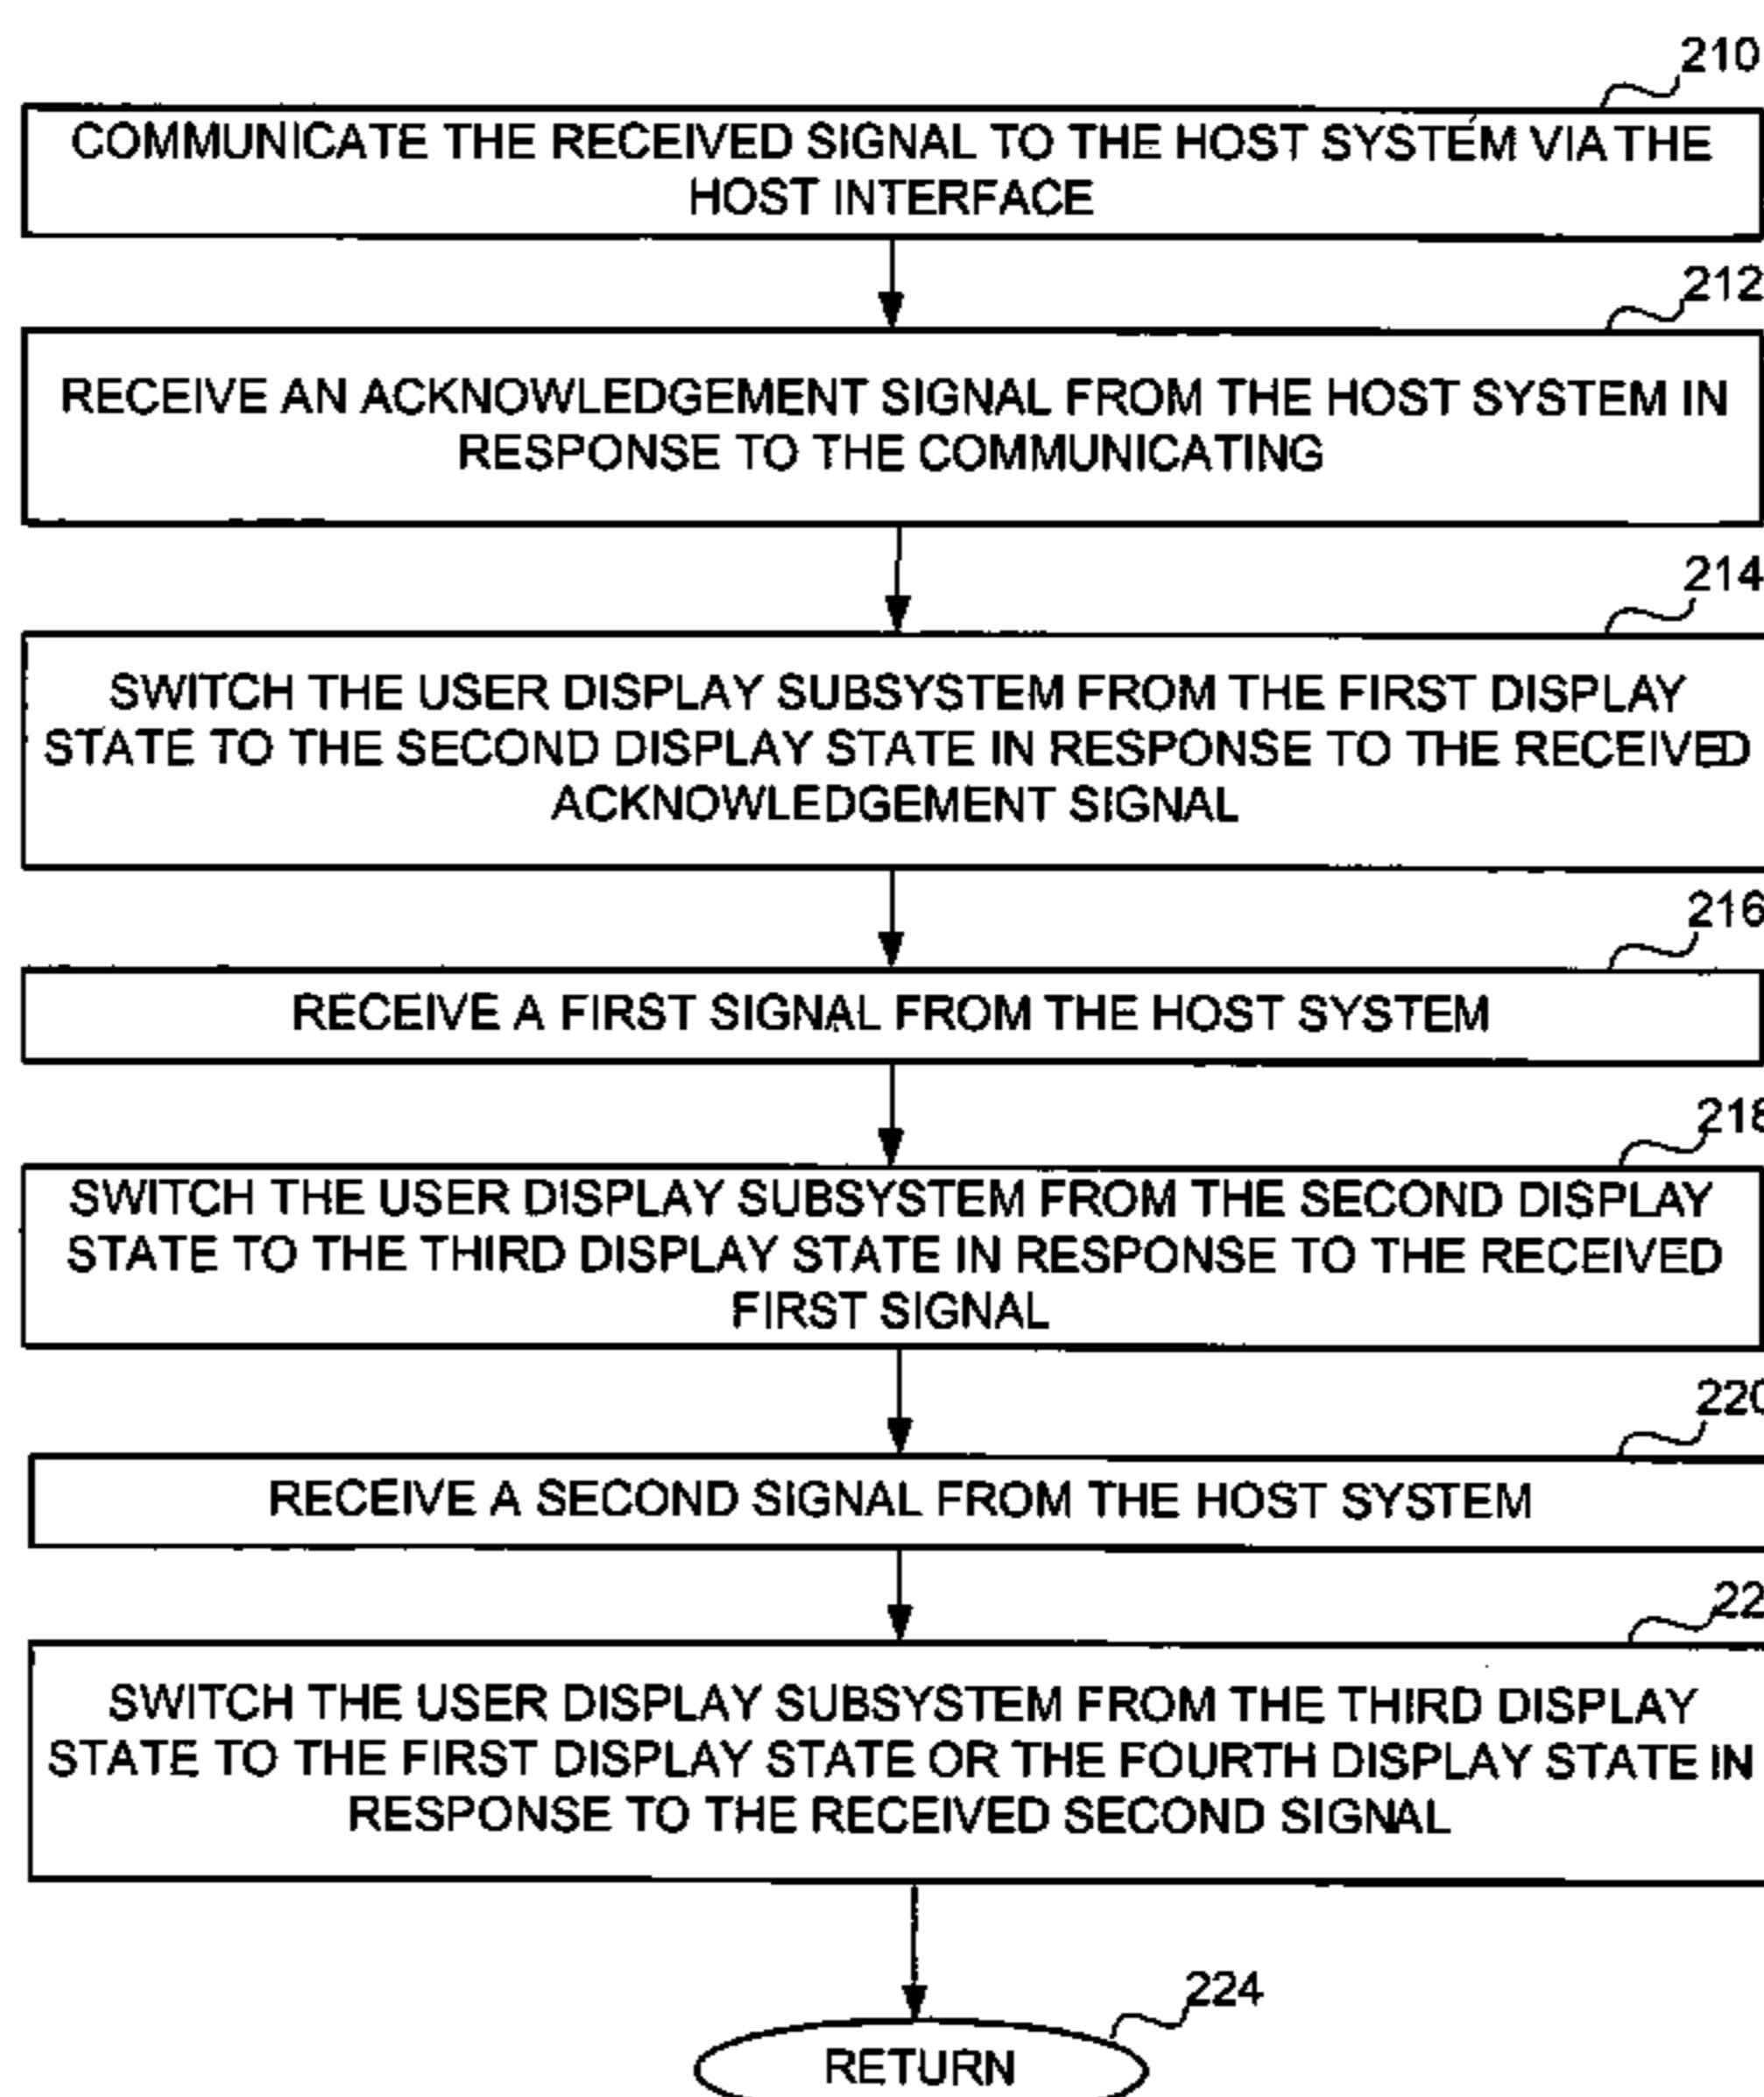 210
COMMUNICATE THE RECEIVED SIGNAL TO THE HOST SYSTEM VIA THE
HOST INTERFACE
212
RECEIVE AN ACKNOWLEDGEMENT SIGNAL FROM THE HOST SYSTEM IN
RESPONSE TO THE COMMUNICATING
214
SWITCH THE USER DISPLAY SUBSYSTEM FROM THE FIRST DISPLAY
STATE TO THE SECOND DISPLAY STATE IN RESPONSE TO THE RECEIVED
ACKNOWLEDGEMENT SIGNAL
216
RECEIVE A FIRST SIGNAL FROM THE HOST SYSTEM
218
SWITCH THE USER DISPLAY SUBSYSTEM FROM THE SECOND DISPLAY
STATE TO THE THIRD DISPLAY STATE IN RESPONSE TO THE RECEIVED
FIRST SIGNAL
220
RECEIVE A SECOND SIGNAL FROM THE HOST SYSTEM
22
SWITCH THE USER DISPLAY SUBSYSTEM FROM THE THIRD DISPLAY
STATE TO THE FIRST DISPLAY STATE OR THE FOURTH DISPLAY STATE IN
RESPONSE TO THE RECEIVED SECOND SIGNAL
224
RETURN